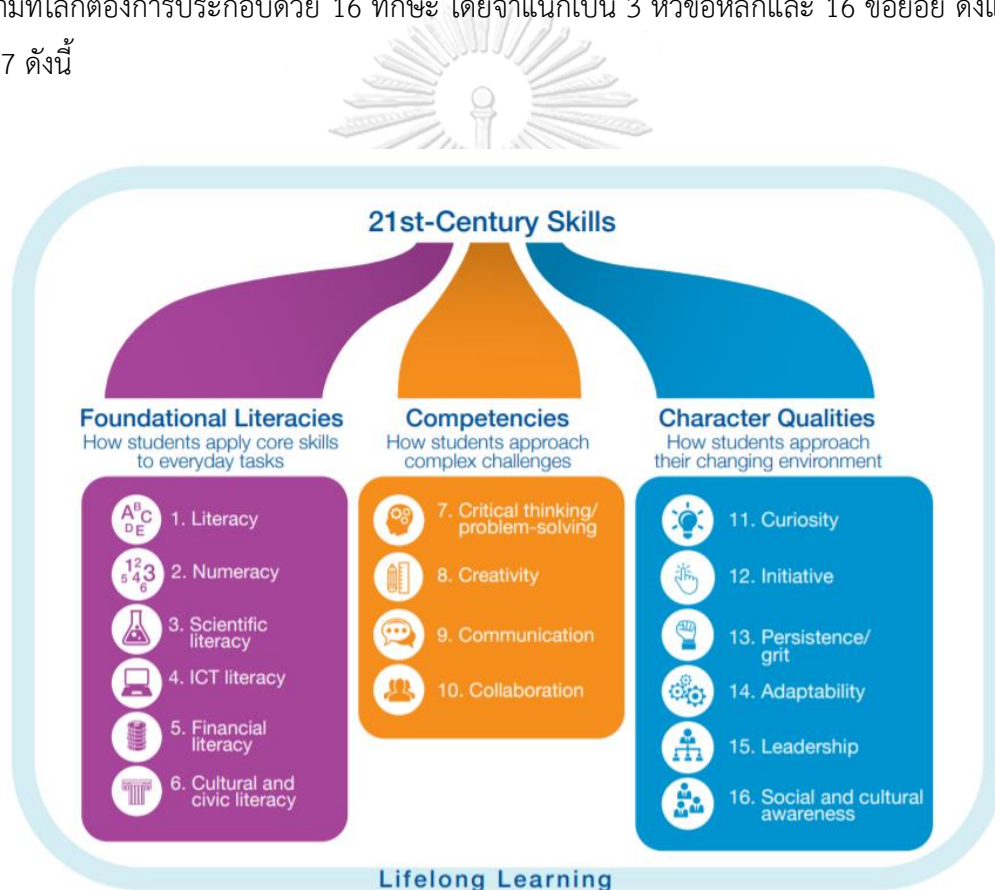 ที่โลกต้องการประกอบด้วย 16 ทักษะ โดยจำแนกเป็น 3 หัวข้อหลักและ 16 ข้อย่อย
7 ดังนี้
21st-Century Skills
Foundational Literacies
How students apply core skills
to everyday tasks
A B C D E
1. Literacy
1 2 3 4 5 6
2. Numeracy
3. Scientific
literacy
4. ICT literacy
5. Financial
literacy
6. Cultural and
civic literacy
Competencies
How students approach
complex challenges
7. Critical thinking/
problem-solving
8. Creativity
9. Communication
10. Collaboration
Character Qualities
How students approach
their changing environment
11. Curiosity
12. Initiative
13. Persistence/
grit
14. Adaptability
15. Leadership
16. Social and cultural
awareness
Lifelong Learning